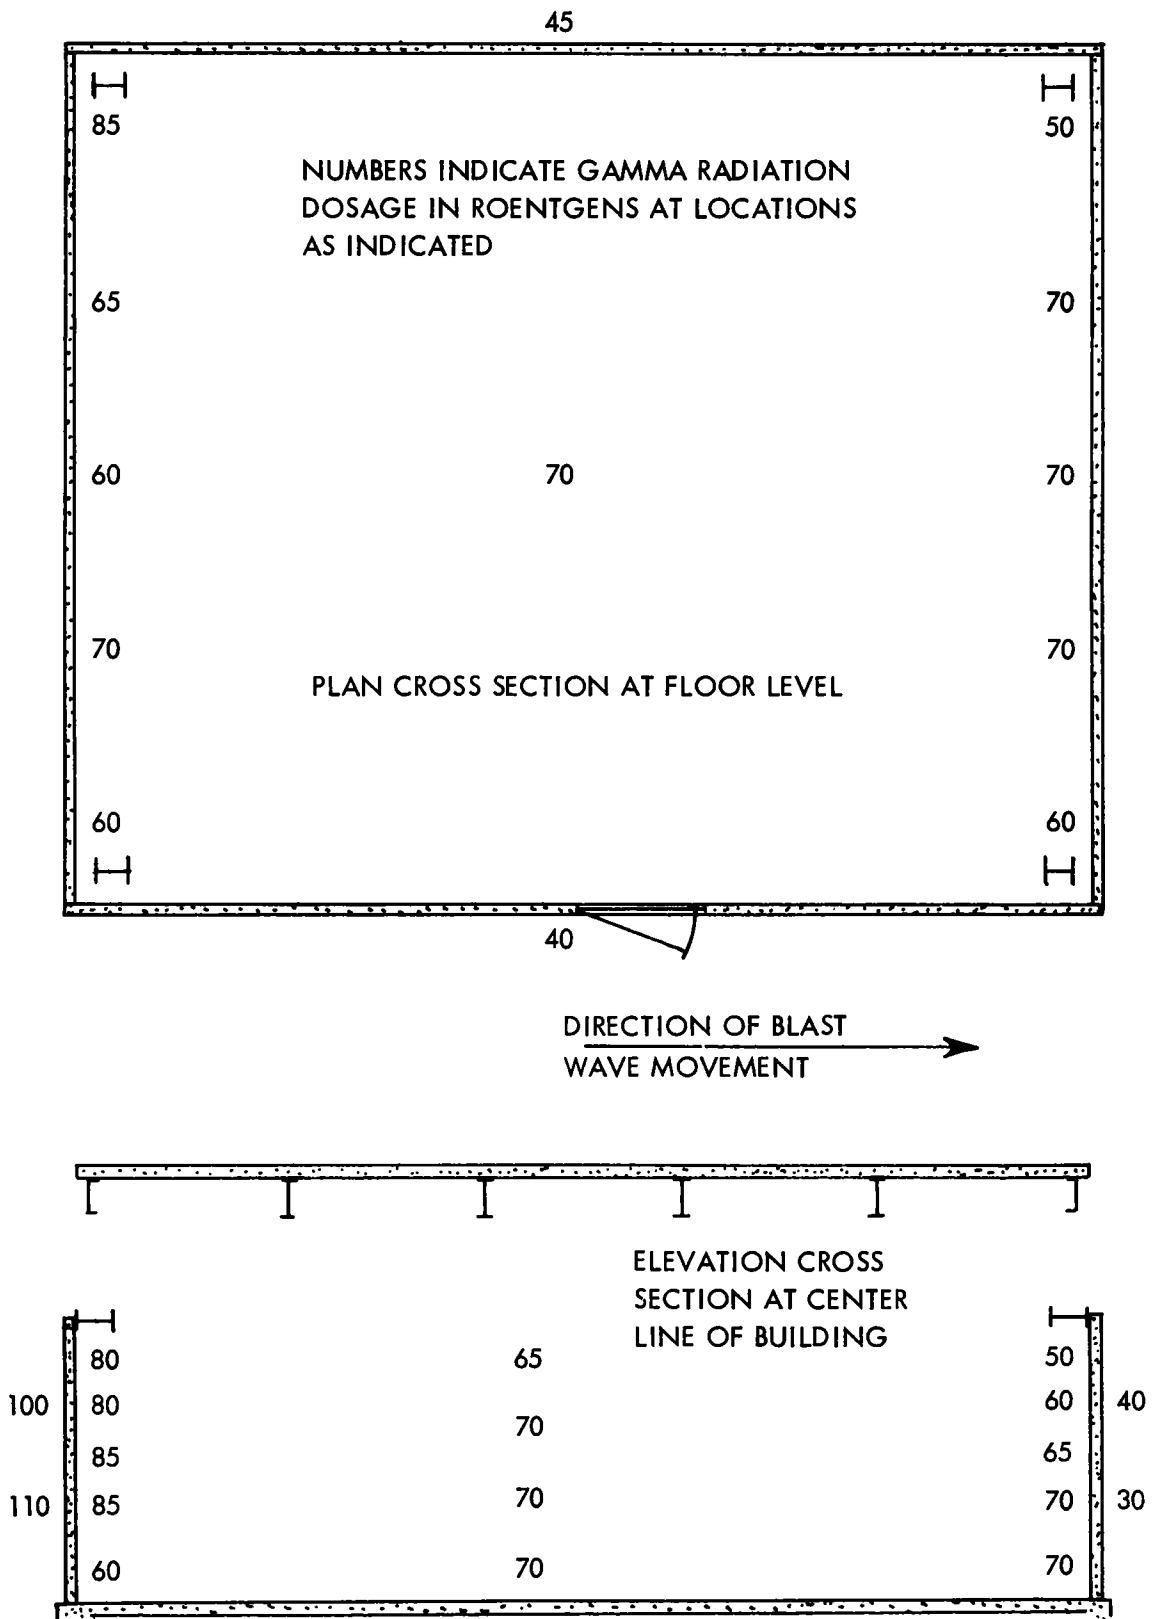 45
85 50
NUMBERS INDICATE GAMMA RADIATION
DOSAGE IN ROENTGENS AT LOCATIONS
AS INDICATED
65 70
60 70 70
70 70
PLAN CROSS SECTION AT FLOOR LEVEL
60 60
40
DIRECTION OF BLAST
WAVE MOVEMENT
ELEVATION CROSS
SECTION AT CENTER
LINE OF BUILDING
80 65 50
100 80 60 40
70
85 65
110 85 70 70 30
60 70 70